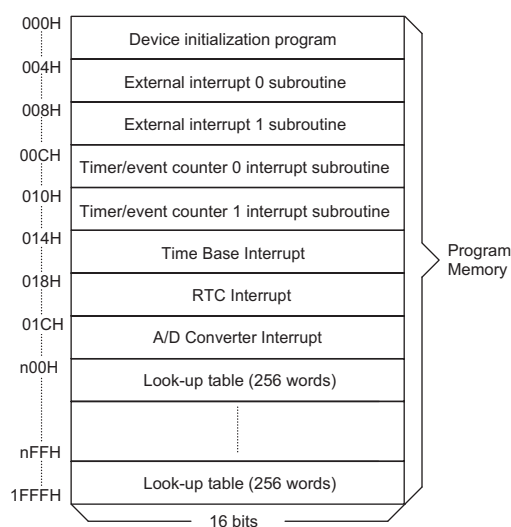 000H
Device initialization program
004H
External interrupt 0 subroutine
008H
External interrupt 1 subroutine
00CH
Timer/event counter 0 interrupt subroutine
010H
Timer/event counter 1 interrupt subroutine
014H
Time Base Interrupt
018H
RTC Interrupt
01CH
A/D Converter Interrupt
n00H
Look-up table (256 words)
nFFH
Look-up table (256 words)
1FFFH
16 bits
Program
Memory